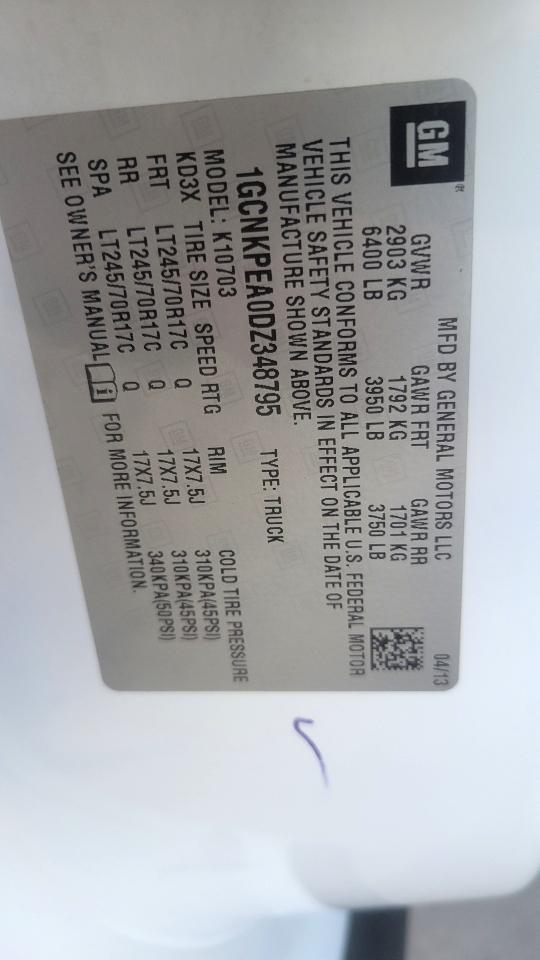 GM
MFD BY GENERAL MOTORS LLC 04/13
GVWR GAWR FRT GAWR RR
2903 KG 1792 KG 1701 KG
6400 LB 3950 LB 3750 LB
THIS VEHICLE CONFORMS TO ALL APPLICABLE U.S. FEDERAL MOTOR
VEHICLE SAFETY STANDARDS IN EFFECT ON THE DATE OF
MANUFACTURE SHOWN ABOVE.
1GCNKPEA0DZ348795 TYPE: TRUCK
MODEL: K10703
KD3X TIRE SIZE SPEED RTG RIM COLD TIRE PRESSURE
FRT LT245/70R17C Q 17X7.5J 310KPA(45PSI)
RR LT245/70R17C Q 17X7.5J 310KPA(45PSI)
SPA LT245/70R17C Q 17X7.5J 340KPA(50PSI)
SEE OWNER'S MANUAL FOR MORE INFORMATION.